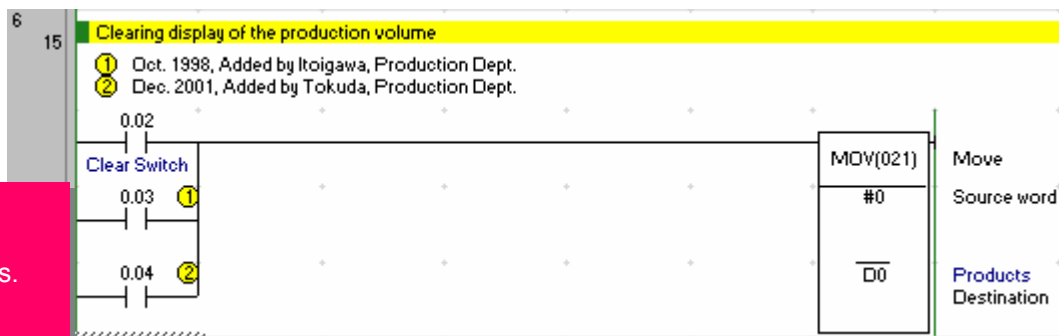 6
15
Clearing display of the production volume
1 Oct. 1998, Added by Itoigawa, Production Dept.
2 Dec. 2001, Added by Tokuda, Production Dept.
0.02
MOV(021) Move
Clear Switch
0.03 1
#0 Source word
s.
0.04 2
D0 Products
Destination